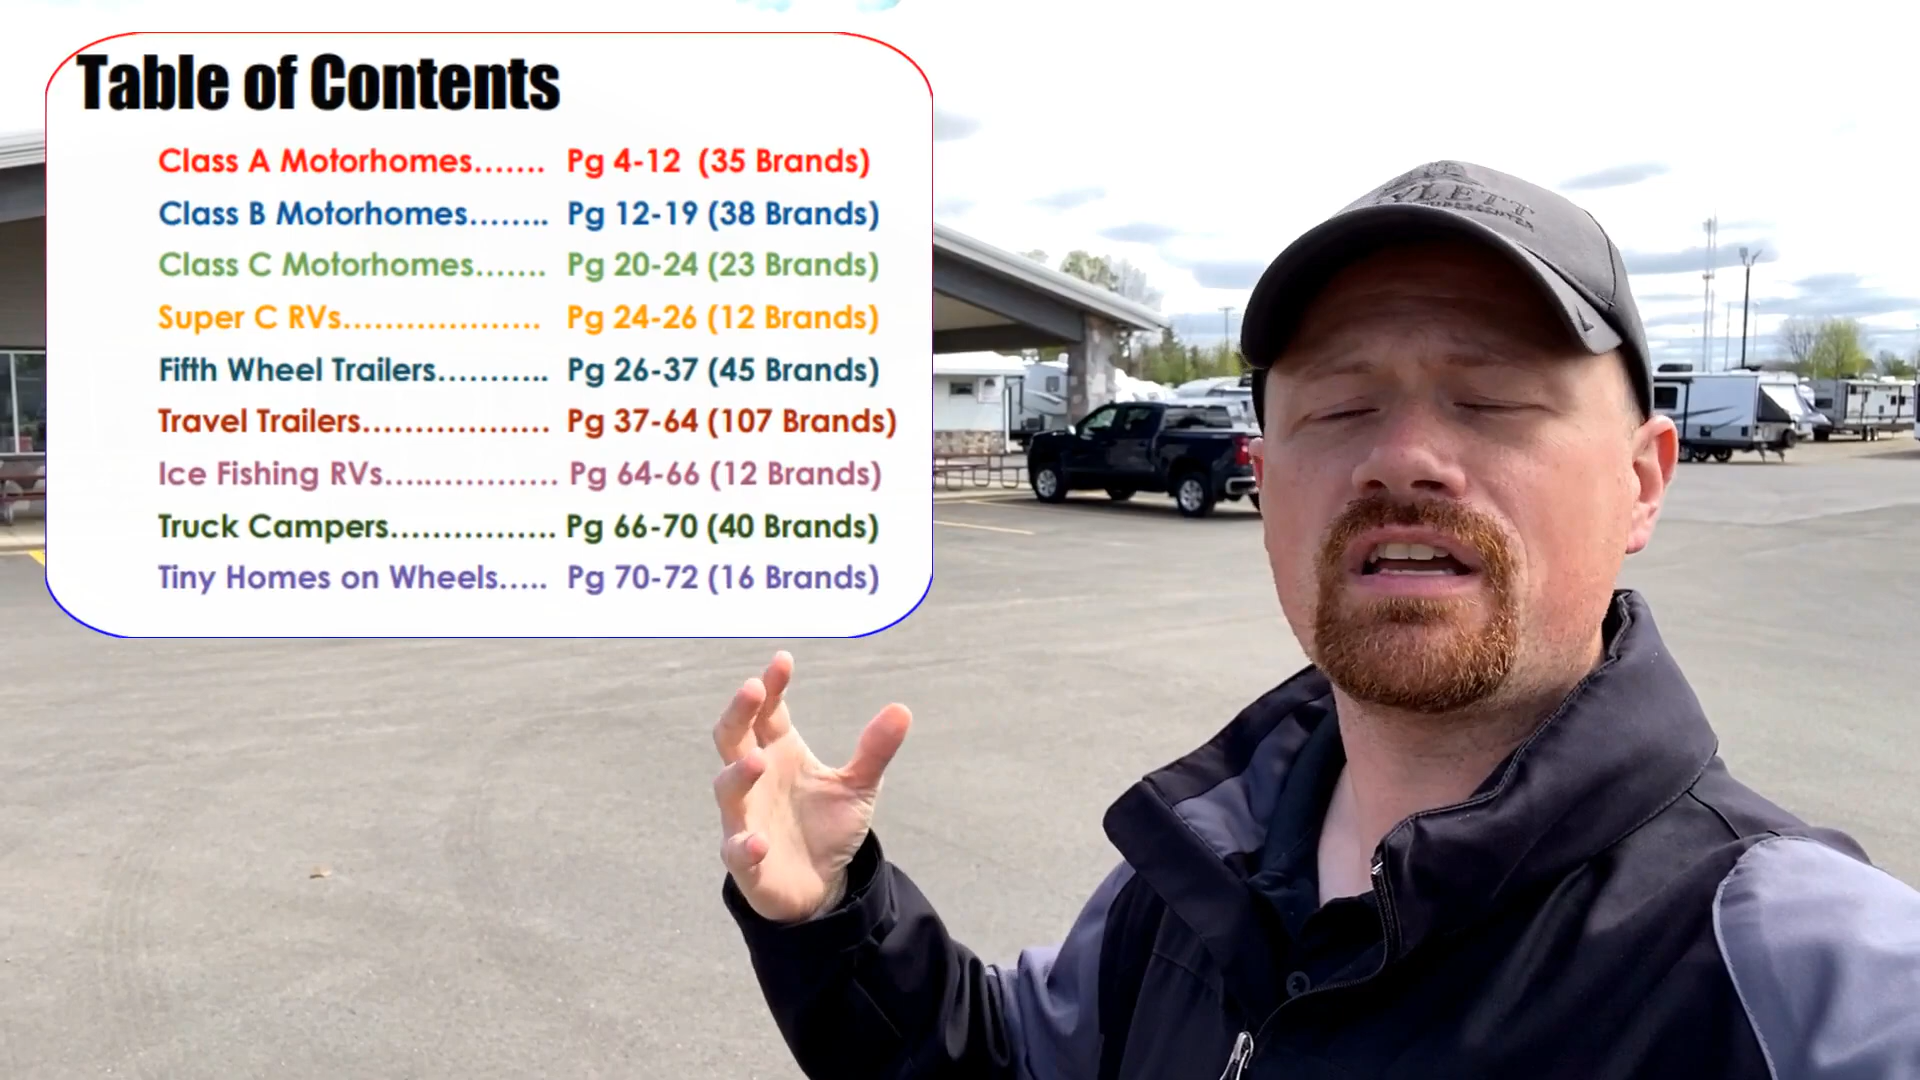 Table of Contents
Class A Motorhomes....... Pg 4-12 (35 Brands)
Class B Motorhomes........ Pg 12-19 (38 Brands)
Class C Motorhomes....... Pg 20-24 (23 Brands)
Super C RVs................... Pg 24-26 (12 Brands)
Fifth Wheel Trailers........... Pg 26-37 (45 Brands)
Travel Trailers.................. Pg 37-64 (107 Brands)
Ice Fishing RVs................. Pg 64-66 (12 Brands)
Truck Campers................ Pg 66-70 (40 Brands)
Tiny Homes on Wheels..... Pg 70-72 (16 Brands)